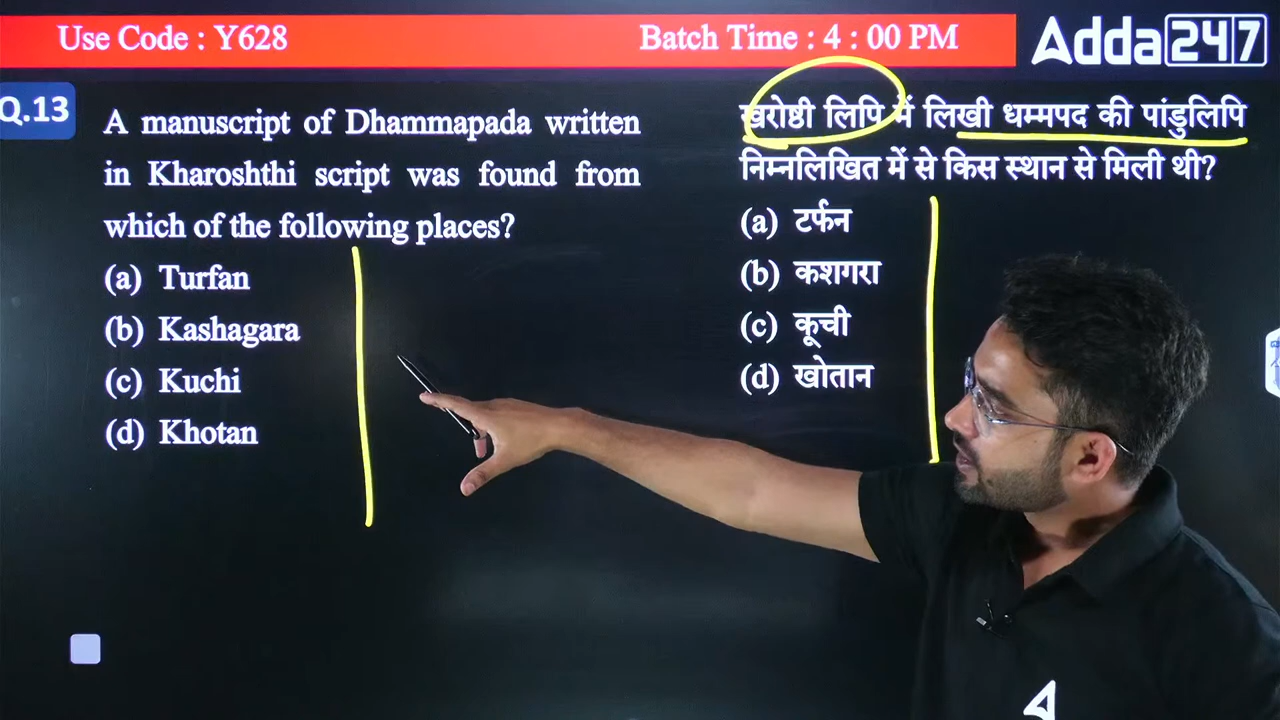 Use Code : Y628
Batch Time : 4 : 00 PM
Adda247
Q.13
A manuscript of Dhammapada written
in Kharoshthi script was found from
which of the following places?
(a) Turfan
(b) Kashagara
(c) Kuchi
(d) Khotan
खरोष्ठी लिपि में लिखी धम्मपद की पांडुलिपि
निम्नलिखित में से किस स्थान से मिली थी?
(a) टर्फन
(b) कशगरा
(c) कूची
(d) खोतान